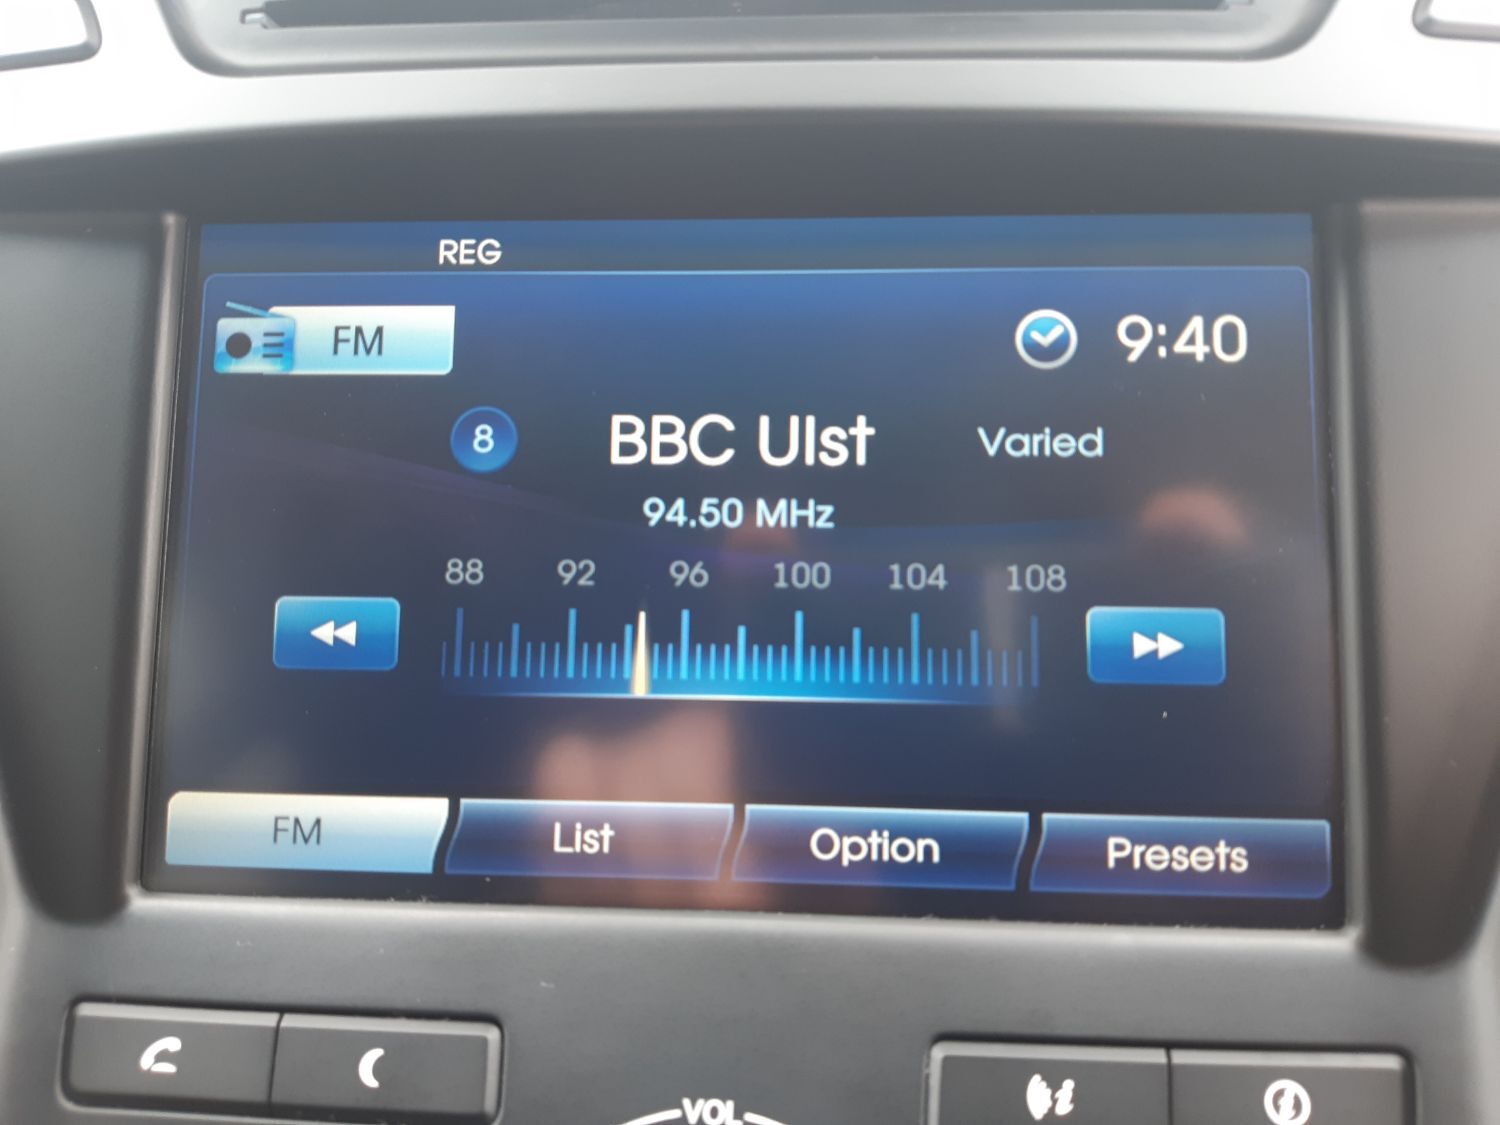 REG
FM
9:40
8
BBC Ulst
Varied
94.50 MHz
88 92 96 100 104 108
FM
List
Option
Presets
VOL